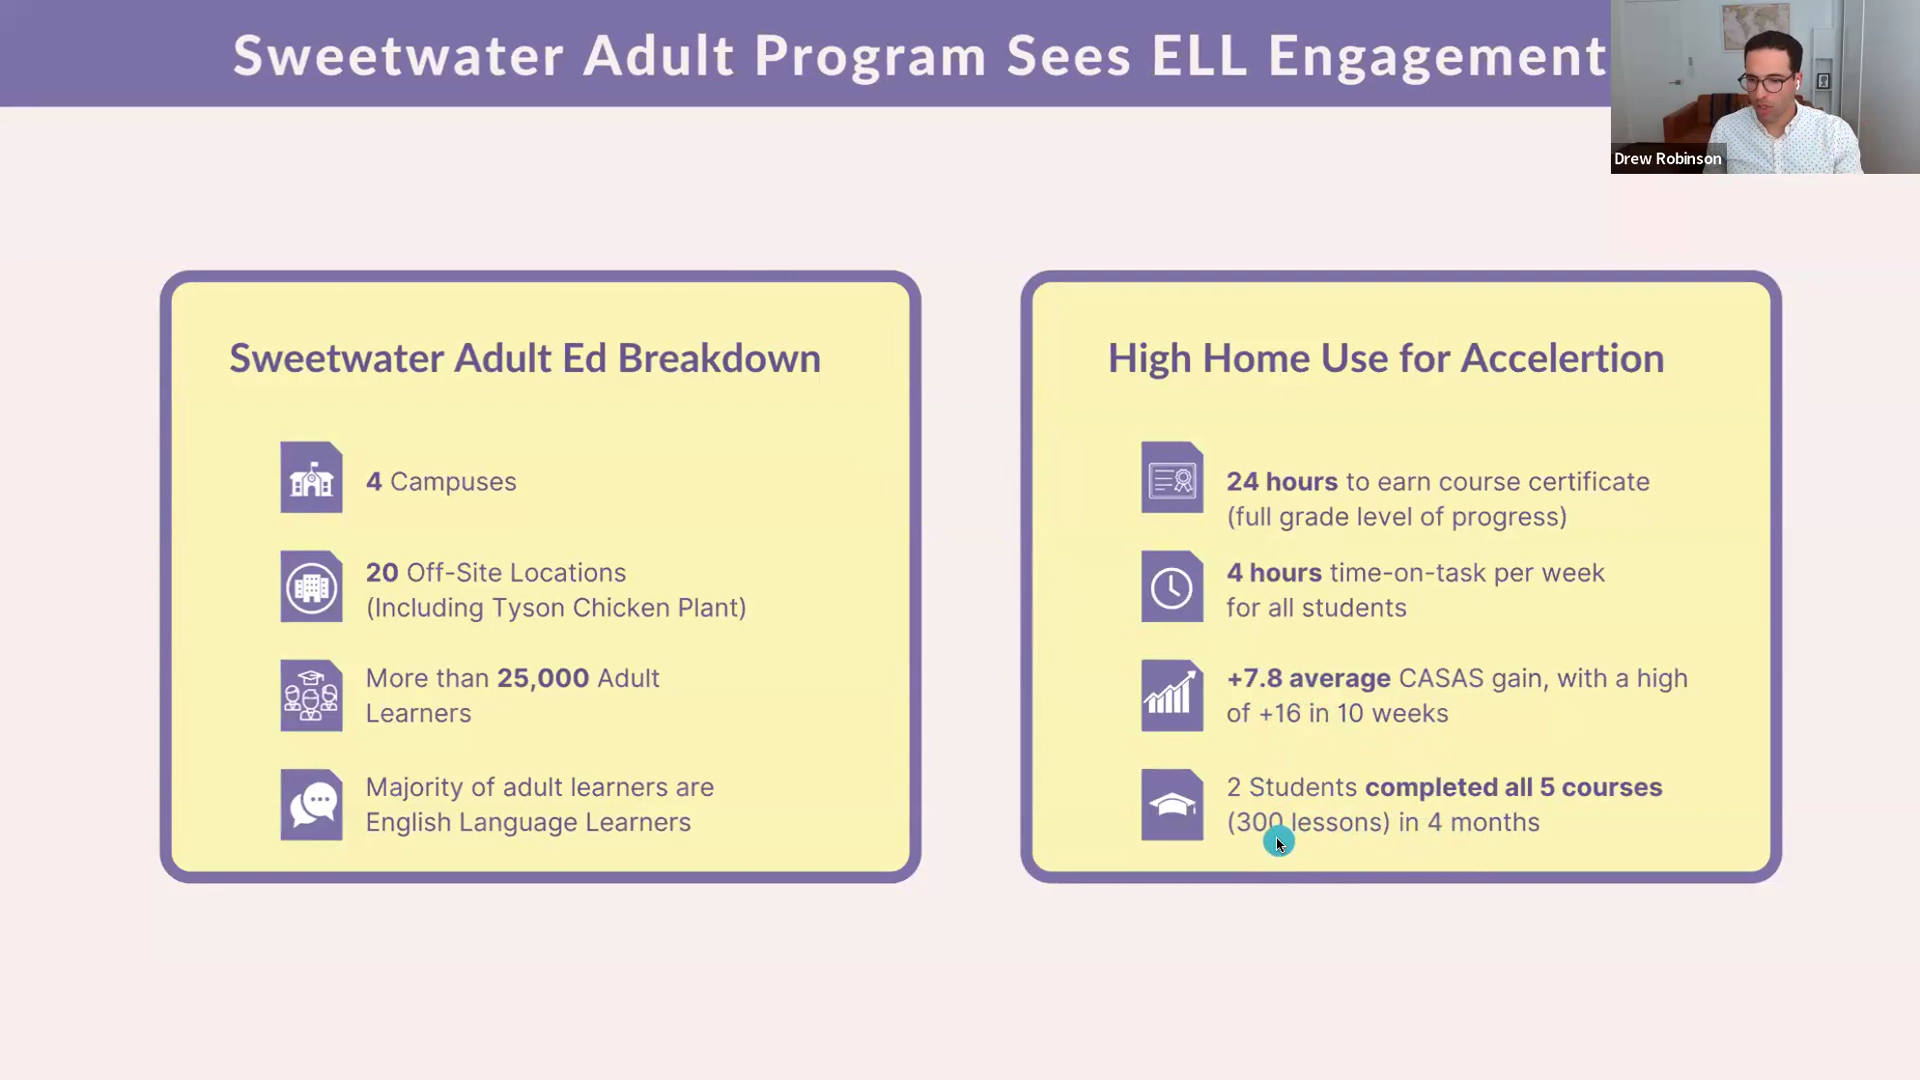 Sweetwater Adult Program Sees ELL Engagement
Drew Robinson
Sweetwater Adult Ed Breakdown
4 Campuses
20 Off-Site Locations
(Including Tyson Chicken Plant)
More than 25,000 Adult
Learners
Majority of adult learners are
English Language Learners
High Home Use for Accelertion
24 hours to earn course certificate
(full grade level of progress)
4 hours time-on-task per week
for all students
+7.8 average CASAS gain, with a high
of +16 in 10 weeks
2 Students completed all 5 courses
(300 lessons) in 4 months